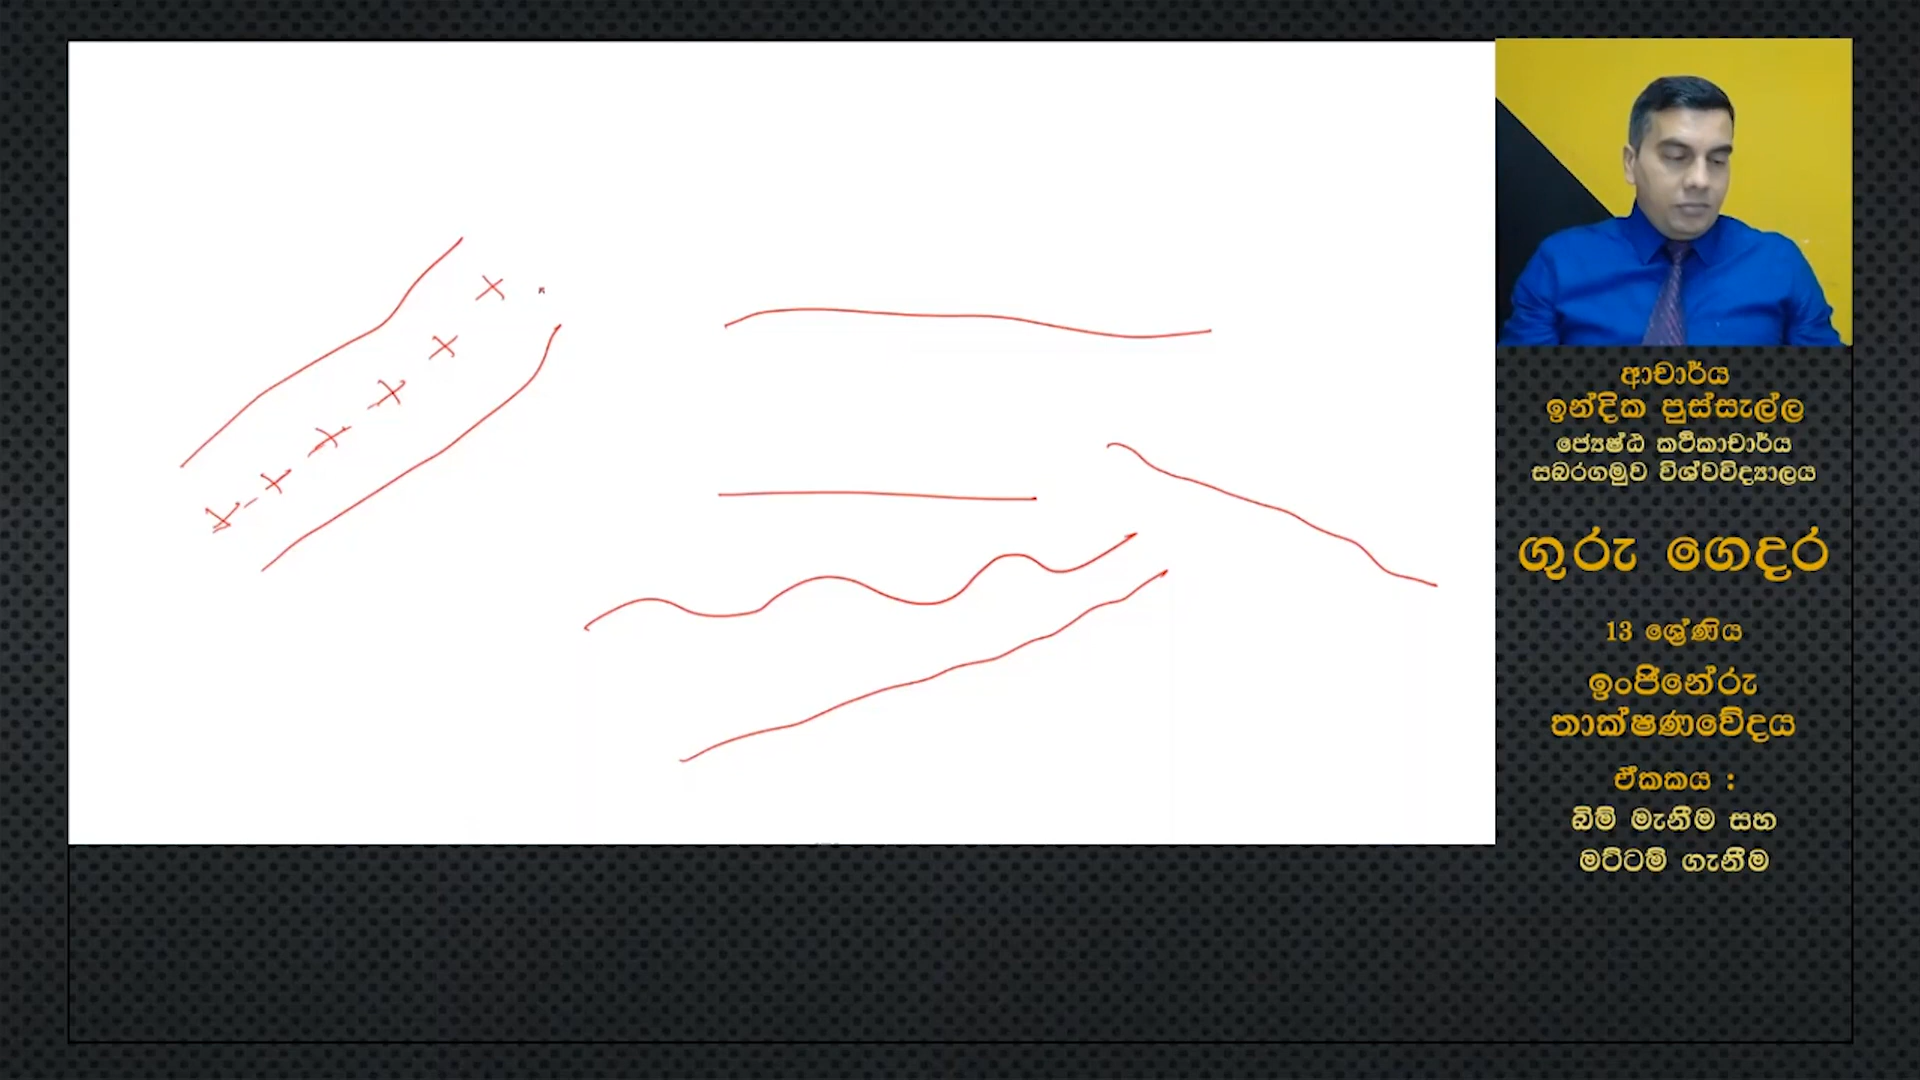 ආචාර්ය
ඉන්දික පුස්සැල්ල
ජ්‍යෙෂ්ඨ කථිකාචාර්ය
සබරගමුව විශ්වවිද්‍යාලය
ගුරු ගෙදර
13 ශ්‍රේණිය
ඉංජිනේරු
තාක්ෂණවේදය
ඒකකය :
බිම් මැනීම සහ
මට්ටම් ගැනීම